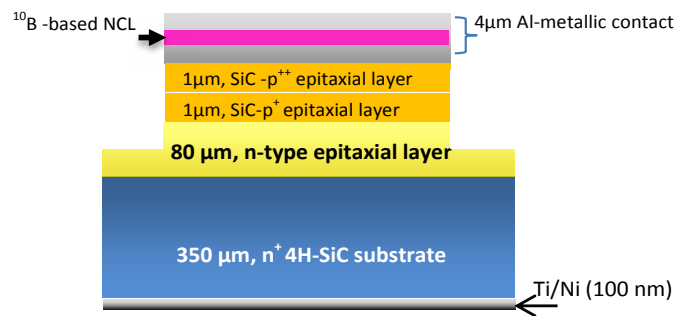 ¹⁰B -based NCL
4µm Al-metallic contact
1µm, SiC -p⁺⁺ epitaxial layer
1µm, SiC-p⁺ epitaxial layer
80 µm, n-type epitaxial layer
350 µm, n⁺ 4H-SiC substrate
Ti/Ni (100 nm)